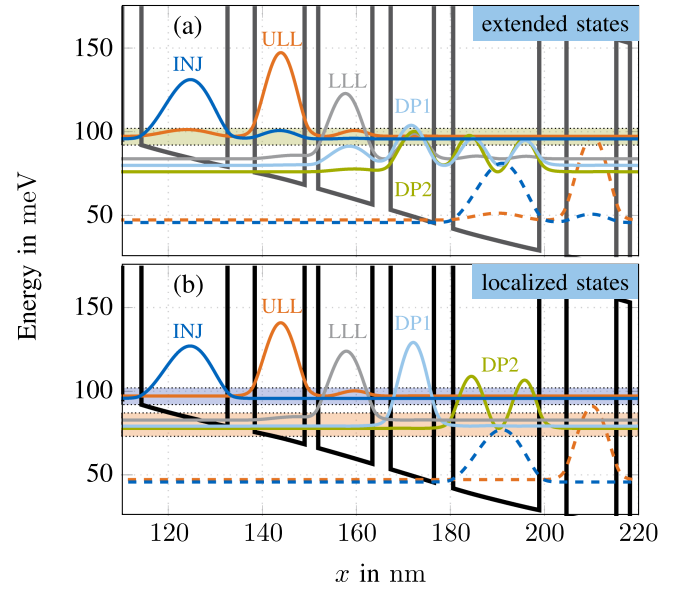 (a)
extended states
150
INJ
ULL
LLL
DP1
100
DP2
50
Energy in meV
(b)
localized states
150
INJ
ULL
LLL
DP1
DP2
100
50
120 140 160 180 200 220
x in nm